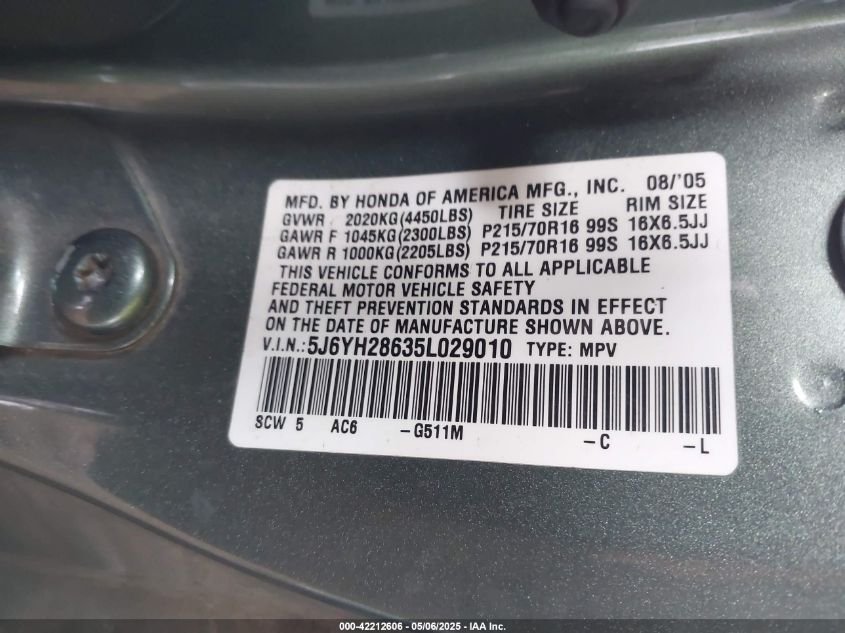 MFD. BY HONDA OF AMERICA MFG., INC. 08/'05
GVWR 2020KG(4450LBS) TIRE SIZE RIM SIZE
GAWR F 1045KG(2300LBS) P215/70R16 99S 16X6.5JJ
GAWR R 1000KG(2205LBS) P215/70R16 99S 16X6.5JJ
THIS VEHICLE CONFORMS TO ALL APPLICABLE
FEDERAL MOTOR VEHICLE SAFETY
AND THEFT PREVENTION STANDARDS IN EFFECT
ON THE DATE OF MANUFACTURE SHOWN ABOVE.
V.I.N.:5J6YH28635L029010 TYPE: MPV
SCW 5 AC6 -G511M -C -L
000-42212606 - 05/06/2025 - IAA Inc.